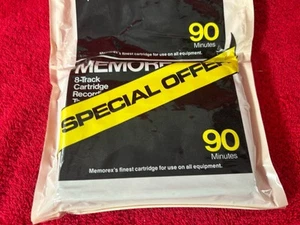 90
Minutes
Memorex's finest cartridge for use on all equipment.
MEMOREX
8-Track
Cartridge
SPECIAL OFFER
90
Minutes
Memorex's finest cartridge for use on all equipment.